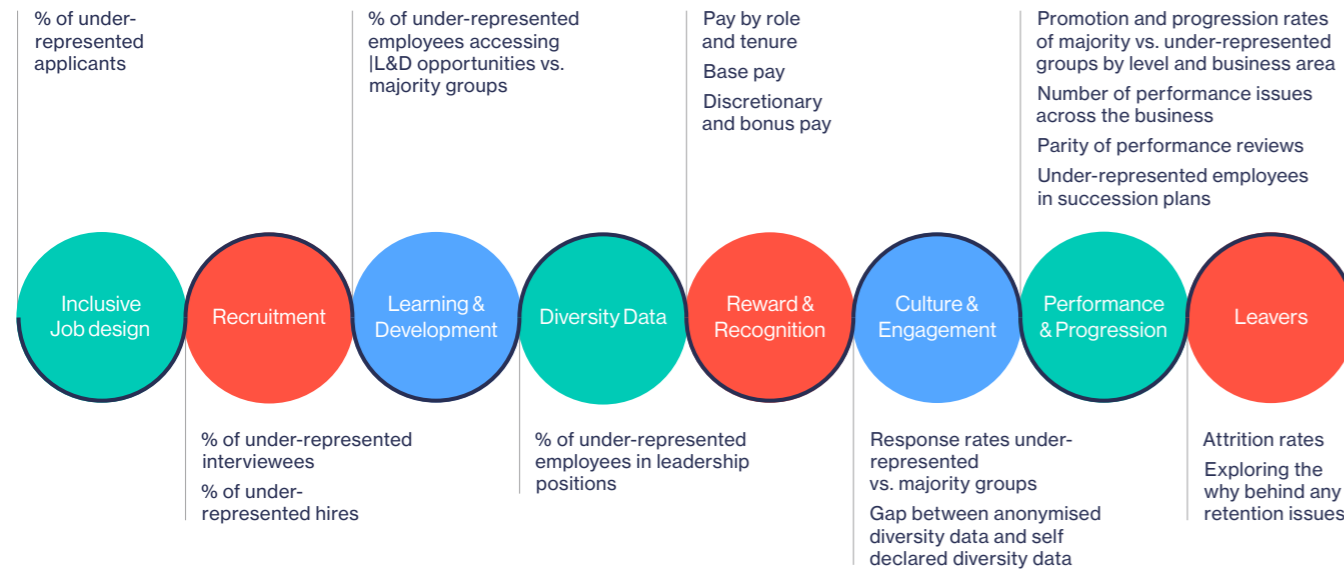 % of under-
represented
applicants
% of under-represented
employees accessing
|L&D opportunities vs.
majority groups
Pay by role
and tenure
Base pay
Discretionary
and bonus pay
Promotion and progression rates
of majority vs. under-represented
groups by level and business area
Number of performance issues
across the business
Parity of performance reviews
Under-represented employees
in succession plans
Inclusive
Job design
Recruitment
Learning &
Development
Diversity Data
Reward &
Recognition
Culture &
Engagement
Performance
& Progression
Leavers
% of under-represented
interviewees
% of under-
represented hires
% of under-represented
employees in leadership
positions
Response rates under-
represented
vs. majority groups
Gap between anonymised
diversity data and self
declared diversity data
Attrition rates
Exploring the
why behind any
retention issues